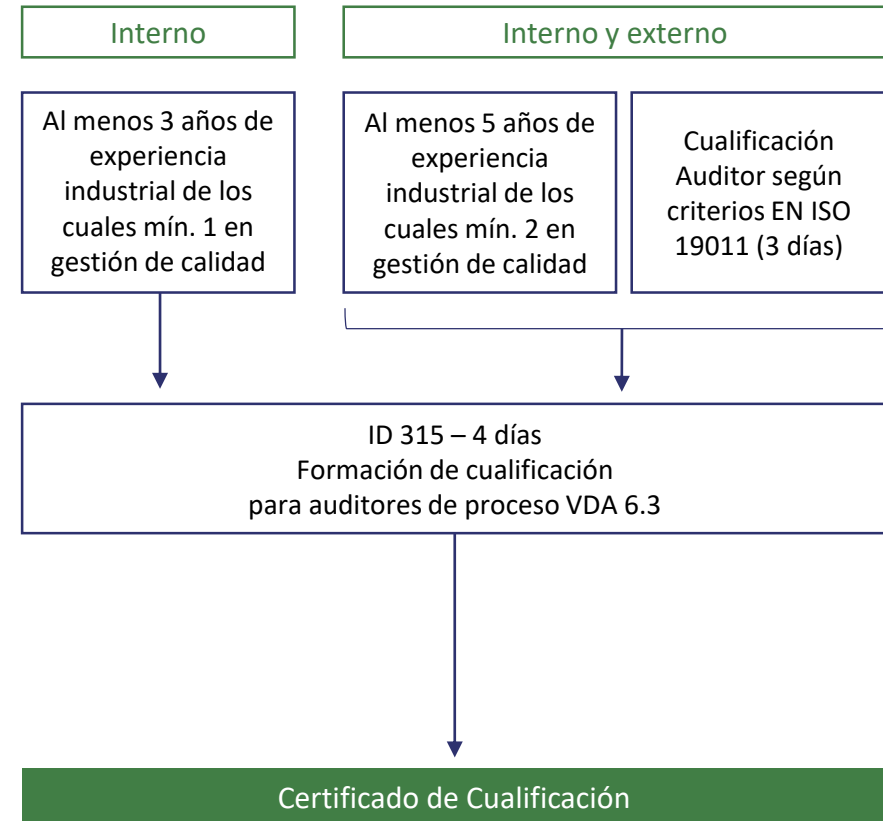 Interno
Interno y externo
Al menos 3 años de
experiencia
industrial de los
cuales mín. 1 en
gestión de calidad
Al menos 5 años de
experiencia
industrial de los
cuales mín. 2 en
gestión de calidad
Cualificación
Auditor según
criterios EN ISO
19011 (3 días)
ID 315 – 4 días
Formación de cualificación
para auditores de proceso VDA 6.3
Certificado de Cualificación